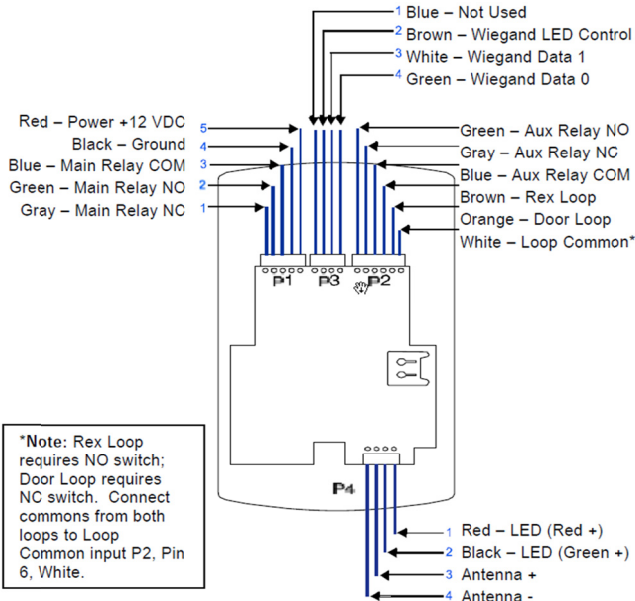 1 Blue – Not Used
2 Brown – Wiegand LED Control
3 White – Wiegand Data 1
4 Green – Wiegand Data 0
Red – Power +12 VDC 5
Black – Ground 4
Blue – Main Relay COM 3
Green – Main Relay NO 2
Gray – Main Relay NC 1
Green – Aux Relay NO
Gray – Aux Relay NC
Blue – Aux Relay COM
Brown – Rex Loop
Orange – Door Loop
White – Loop Common*
P1 P3 P2
*Note: Rex Loop
requires NO switch;
Door Loop requires
NC switch. Connect
commons from both
loops to Loop
Common input P2, Pin
6, White.
P4
1 Red – LED (Red +)
2 Black – LED (Green +)
3 Antenna +
4 Antenna -